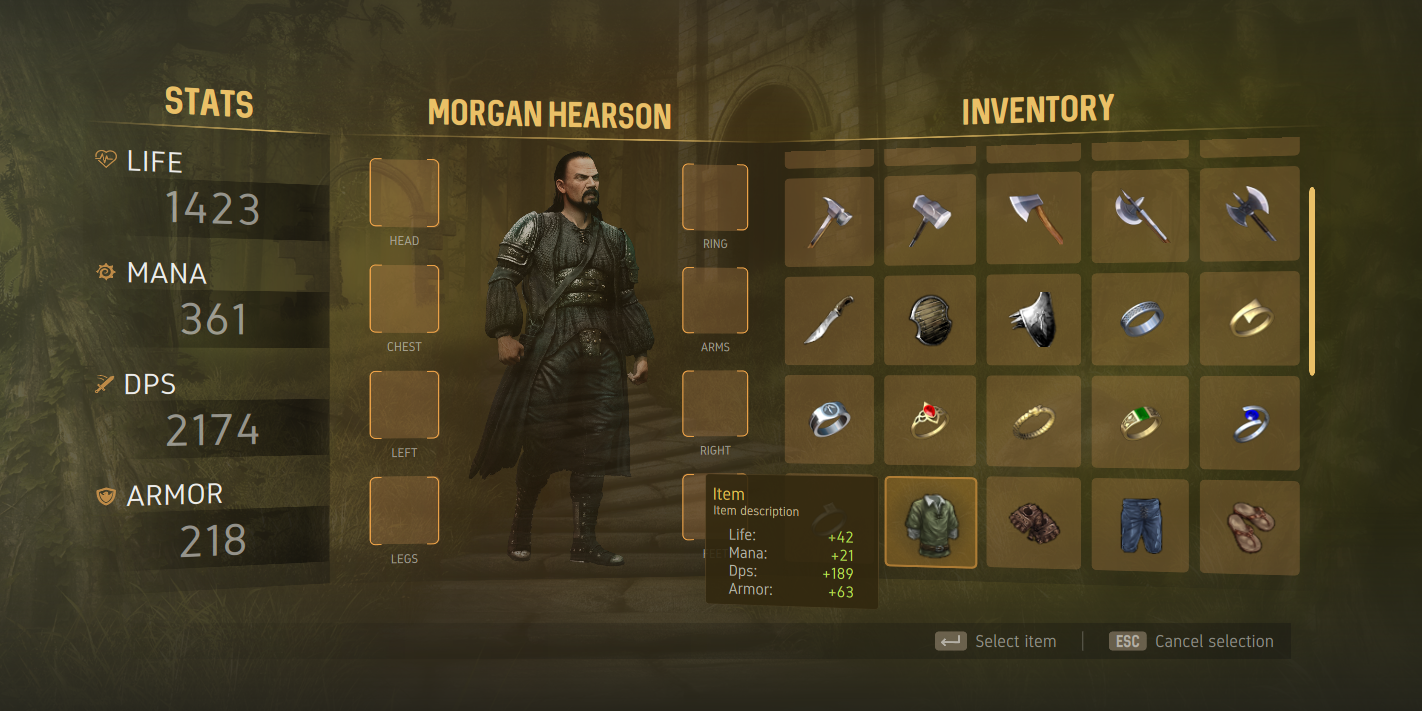 STATS
MORGAN HEARSON
INVENTORY
LIFE
1423
MANA
361
DPS
2174
ARMOR
218
HEAD
CHEST
LEFT
LEGS
RING
ARMS
RIGHT
Item
Item description
Life: +42
Mana: +21
Dps: +189
Armor: +63
Select item
ESC Cancel selection